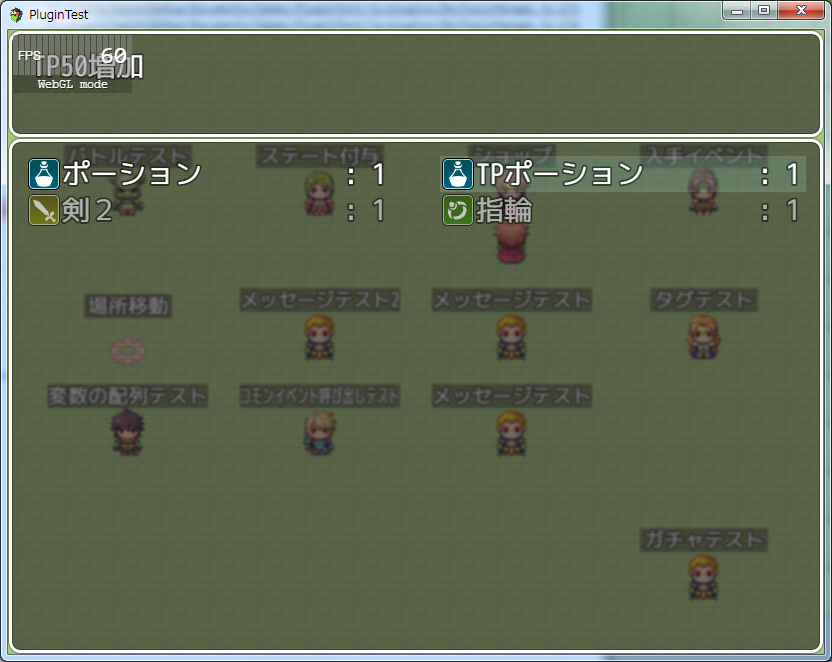 PluginTest
FPS 60
TP50増加
WebGL mode
バトルテスト ステート付与 ショップ 入手イベント
ポーション : 1 TPポーション : 1
剣２ : 1 指輪 : 1
場所移動 メッセージテスト2 メッセージテスト タグテスト
変数の配列テスト コモンイベント呼び出しテスト メッセージテスト
ガチャテスト